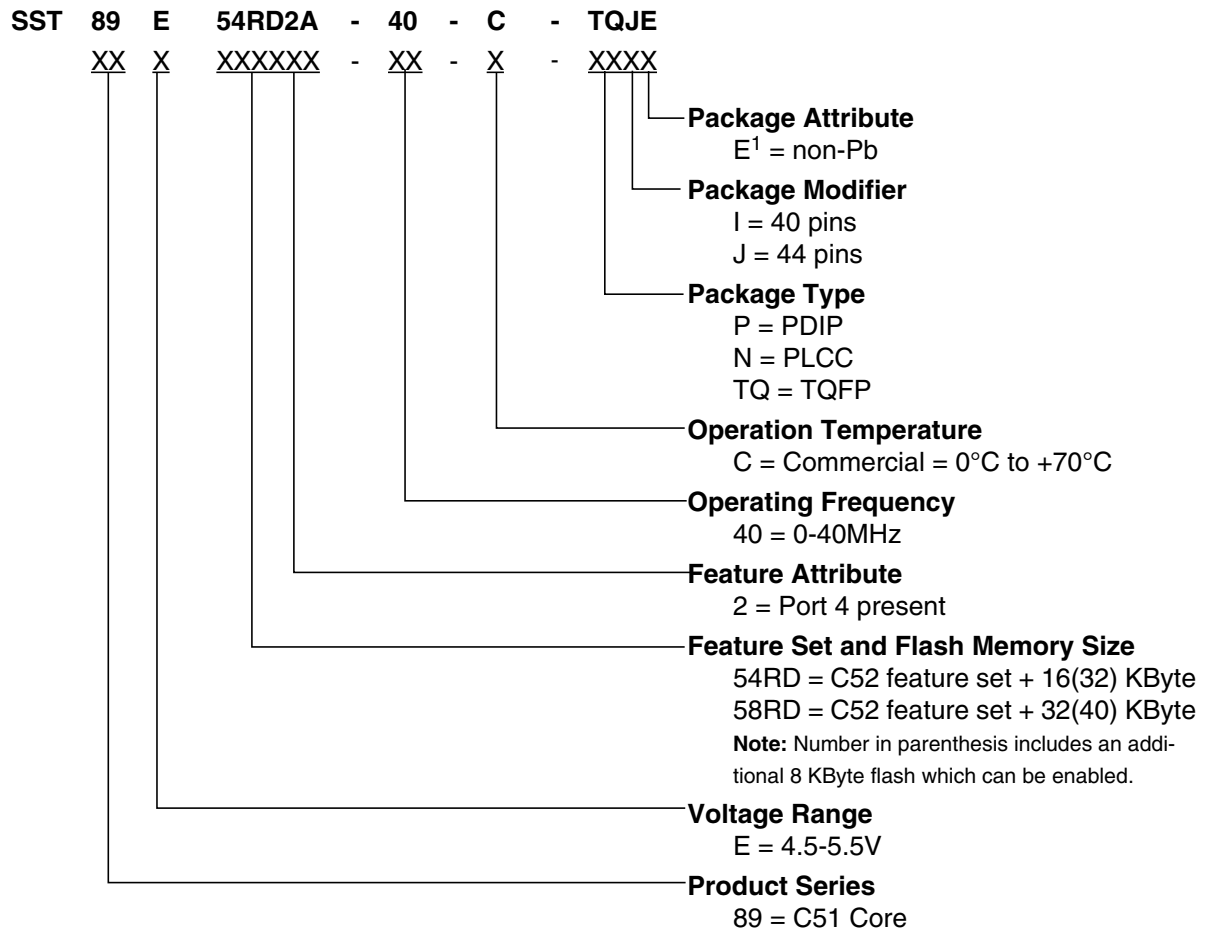 SST 89 E 54RD2A - 40 - C - TQJE
XX X XXXXXX - XX - X - XXXX
Package Attribute
E1 = non-Pb
Package Modifier
I = 40 pins
J = 44 pins
Package Type
P = PDIP
N = PLCC
TQ = TQFP
Operation Temperature
C = Commercial = 0°C to +70°C
Operating Frequency
40 = 0-40MHz
Feature Attribute
2 = Port 4 present
Feature Set and Flash Memory Size
54RD = C52 feature set + 16(32) KByte
58RD = C52 feature set + 32(40) KByte
Note: Number in parenthesis includes an addi-
tional 8 KByte flash which can be enabled.
Voltage Range
E = 4.5-5.5V
Product Series
89 = C51 Core